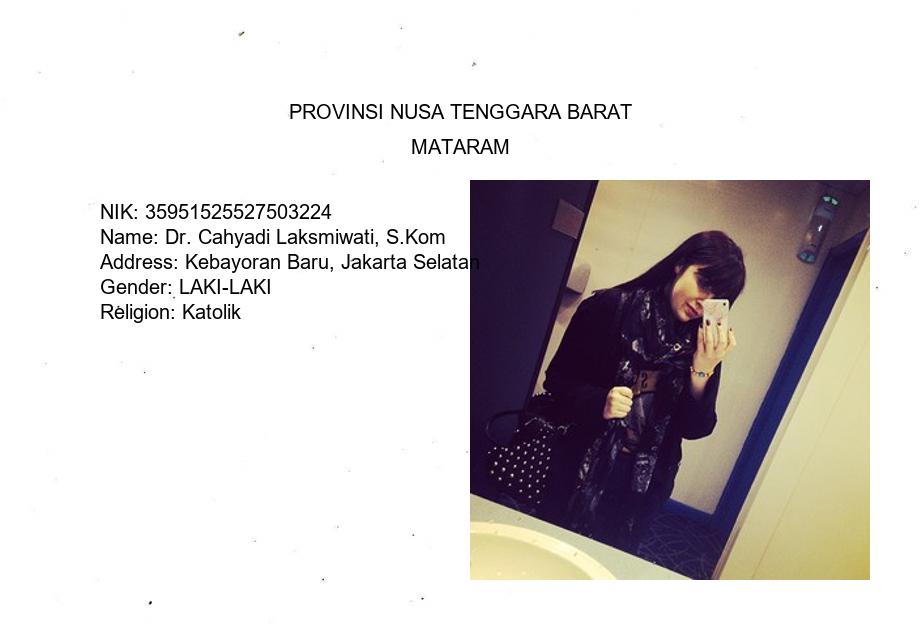 PROVINSI NUSA TENGGARA BARAT
MATARAM
NIK: 35951525527503224
Name: Dr. Cahyadi Laksmiwati, S.Kom
Address: Kebayoran Baru, Jakarta Selatan
Gender: LAKI-LAKI
Religion: Katolik